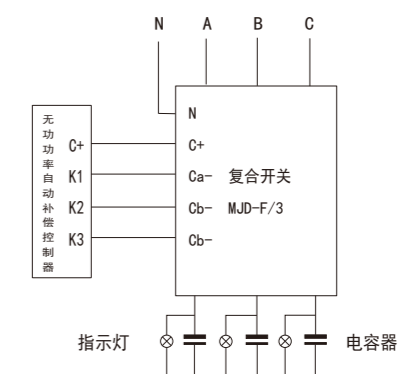 N A B C
N
无功功率自动补偿控制器
C+ C+
K1 Ca- 复合开关
K2 Cb- MJD-F/3
K3 Cb-
指示灯 电容器